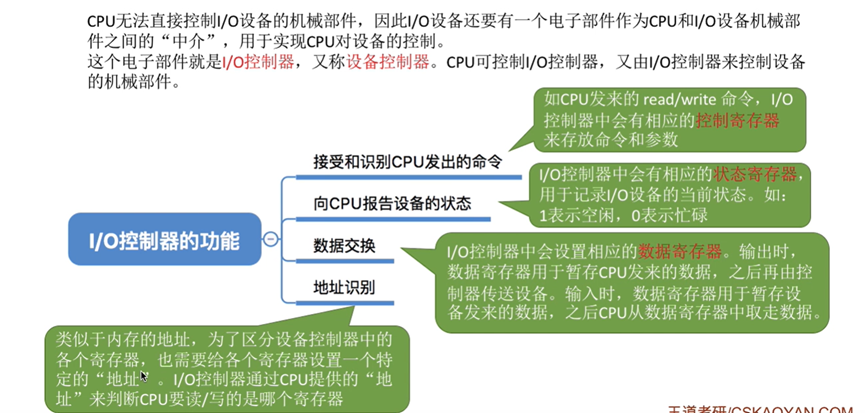 CPU无法直接控制I/O设备的机械部件，因此I/O设备还要有一个电子部件作为CPU和I/O设备机械部
件之间的“中介”，用于实现CPU对设备的控制。
这个电子部件就是I/O控制器，又称设备控制器。CPU可控制I/O控制器，又由I/O控制器来控制设备
的机械部件。
如CPU发来的 read/write 命令，I/O
控制器中会有相应的控制寄存器
来存放命令和参数
接受和识别CPU发出的命令
I/O控制器中会有相应的状态寄存器，
用于记录I/O设备的当前状态。如：
1表示空闲，0表示忙碌
向CPU报告设备的状态
I/O控制器的功能
数据交换
I/O控制器中会设置相应的数据寄存器。输出时，
数据寄存器用于暂存CPU发来的数据，之后再由控
制器传送设备。输入时，数据寄存器用于暂存设
备发来的数据，之后CPU从数据寄存器中取走数据。
地址识别
类似于内存的地址，为了区分设备控制器中的
各个寄存器，也需要给各个寄存器设置一个特
定的“地址”。I/O控制器通过CPU提供的“地
址”来判断CPU要读/写的是哪个寄存器
王道考研/CSKAOYAN.COM